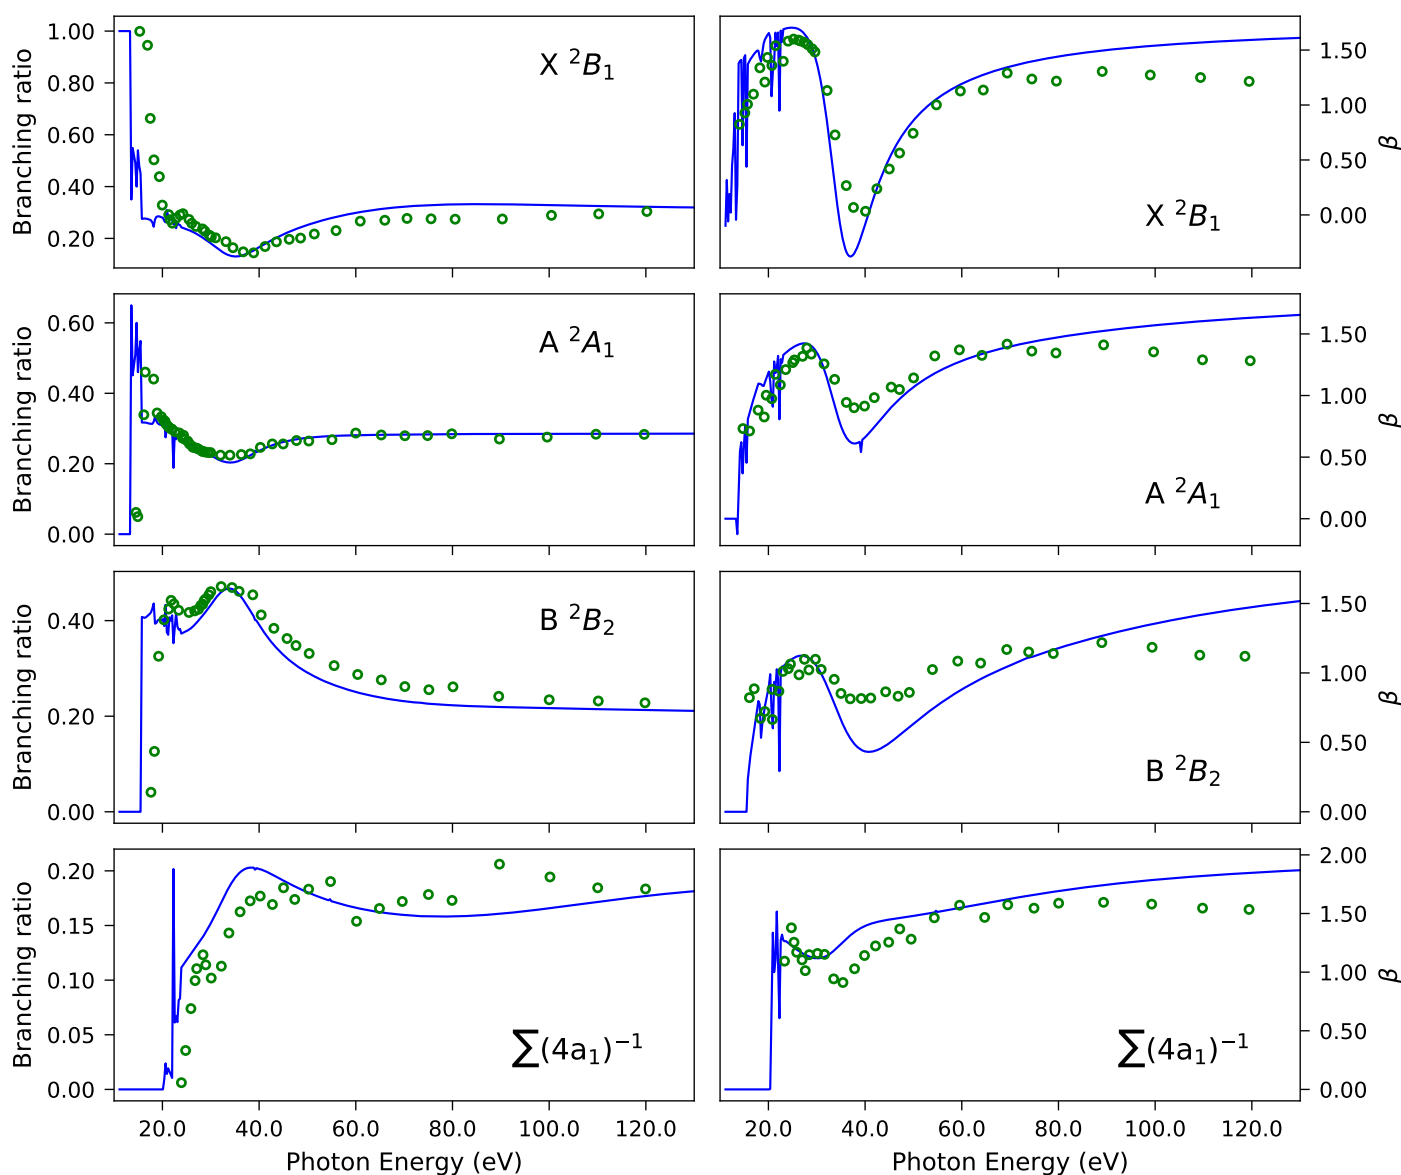 1.00
0.80
0.60
0.40
0.20
Branching ratio
X ²B₁
1.50
1.00
0.50
0.00
β
X ²B₁
0.60
0.40
0.20
0.00
Branching ratio
A ²A₁
1.50
1.00
0.50
0.00
β
A ²A₁
0.40
0.20
0.00
Branching ratio
B ²B₂
1.50
1.00
0.50
0.00
β
B ²B₂
0.20
0.15
0.10
0.05
0.00
Branching ratio
∑(4a₁)⁻¹
2.00
1.50
1.00
0.50
0.00
β
∑(4a₁)⁻¹
20.0 40.0 60.0 80.0 100.0 120.0
Photon Energy (eV)
20.0 40.0 60.0 80.0 100.0 120.0
Photon Energy (eV)